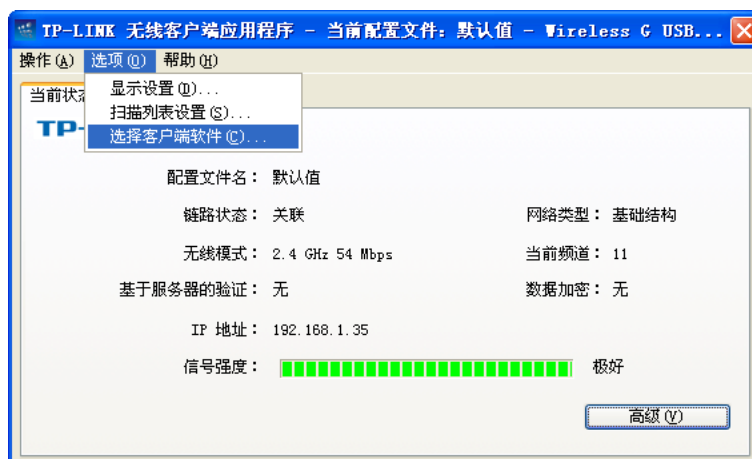 TP-LINK 无线客户端应用程序 - 当前配置文件: 默认值 - Wireless G USB...
操作(A) 选项(O) 帮助(H)
显示设置(D)...
扫描列表设置(S)...
选择客户端软件(C)...
当前状态
TP-
配置文件名: 默认值
链路状态: 关联 网络类型: 基础结构
无线模式: 2.4 GHz 54 Mbps 当前频道: 11
基于服务器的验证: 无 数据加密: 无
IP 地址: 192.168.1.35
信号强度: 极好
高级(V)